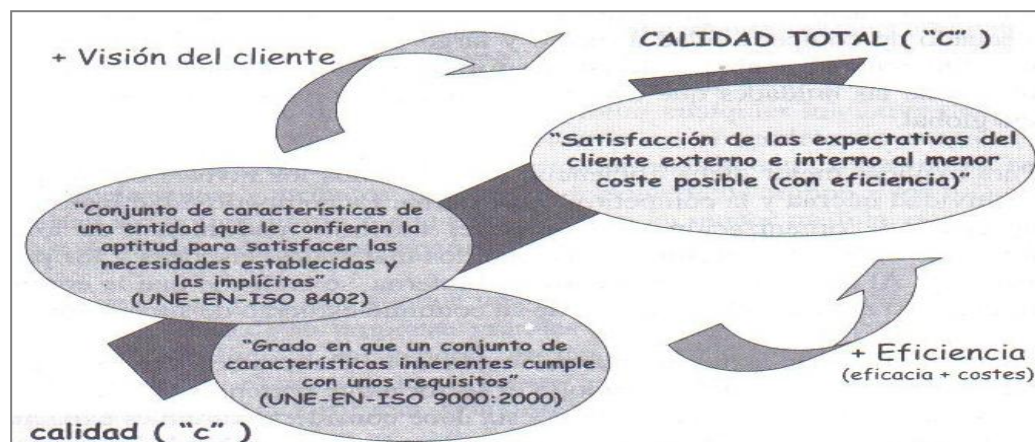 + Visión del cliente
CALIDAD TOTAL ( “C” )
“Satisfacción de las expectativas del
cliente externo e interno al menor
coste posible (con eficiencia)”
“Conjunto de características de
una entidad que le confieren la
aptitud para satisfacer las
necesidades establecidas y
las implícitas”
(UNE-EN-ISO 8402)
“Grado en que un conjunto de
características inherentes cumple
con unos requisitos”
(UNE-EN-ISO 9000:2000)
+ Eficiencia
(eficacia + costes)
calidad ( “c” )